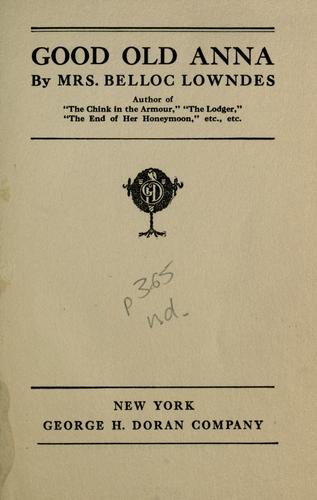 GOOD OLD ANNA
By MRS. BELLOC LOWNDES
Author of
"The Chink in the Armour," "The Lodger,"
"The End of Her Honeymoon," etc., etc.
GHD
p 365
nd-
NEW YORK
GEORGE H. DORAN COMPANY